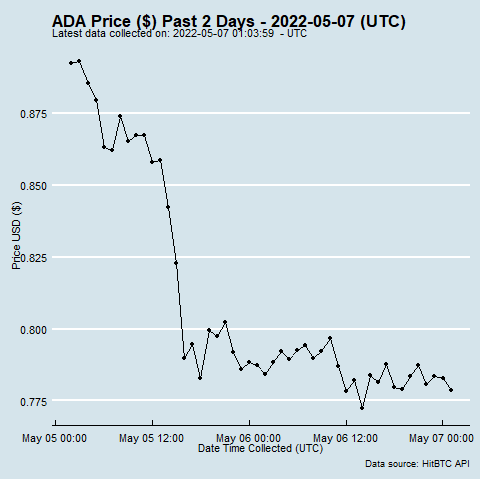 ADA Price ($) Past 2 Days - 2022-05-07 (UTC)
Latest data collected on: 2022-05-07 01:03:59 - UTC
Price USD ($)
0.875
0.850
0.825
0.800
0.775
May 05 00:00 May 05 12:00 May 06 00:00 May 06 12:00 May 07 00:00
Date Time Collected (UTC)
Data source: HitBTC API